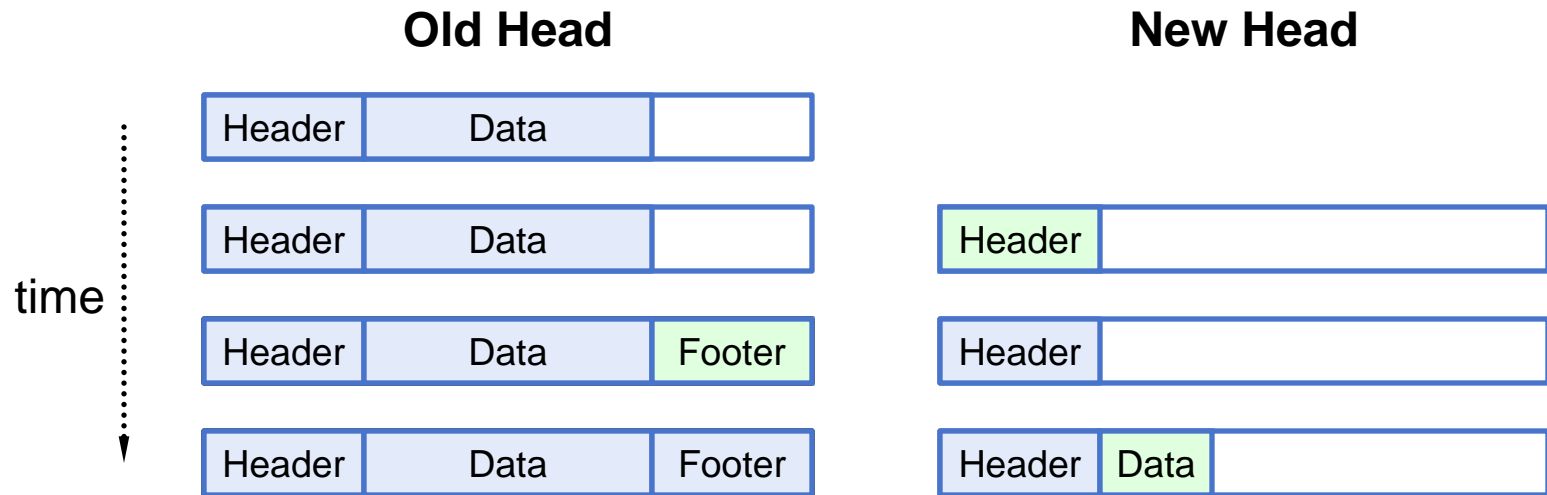 Old Head New Head
Header Data
Header Data Header
time
Header Data Footer Header
Header Data Footer Header Data